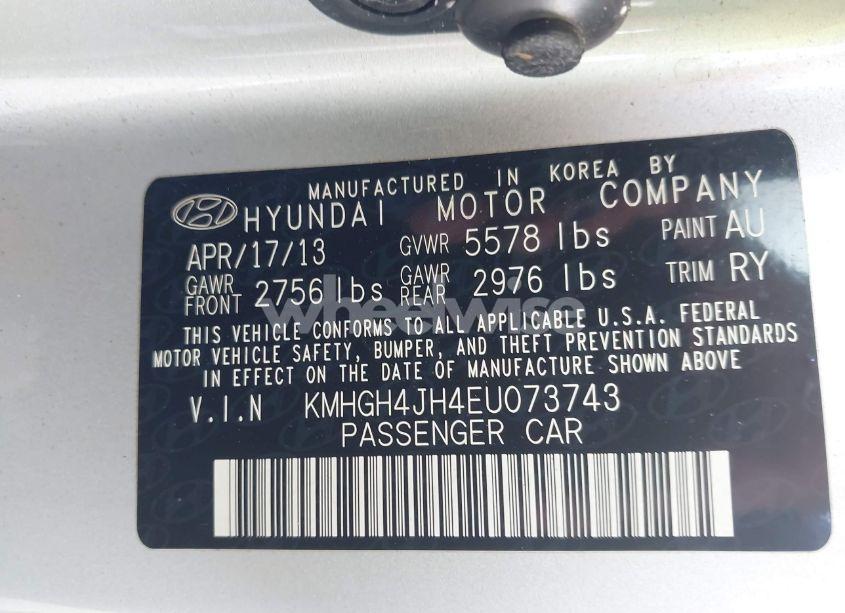 MANUFACTURED IN KOREA BY
HYUNDAI MOTOR COMPANY
APR/17/13 GVWR 5578 lbs PAINT AU
GAWR FRONT 2756 lbs GAWR REAR 2976 lbs TRIM RY
wheelwise
THIS VEHICLE CONFORMS TO ALL APPLICABLE U.S.A. FEDERAL
MOTOR VEHICLE SAFETY, BUMPER, AND THEFT PREVENTION STANDARDS
IN EFFECT ON THE DATE OF MANUFACTURE SHOWN ABOVE
V.I.N KMHGH4JH4EU073743
PASSENGER CAR